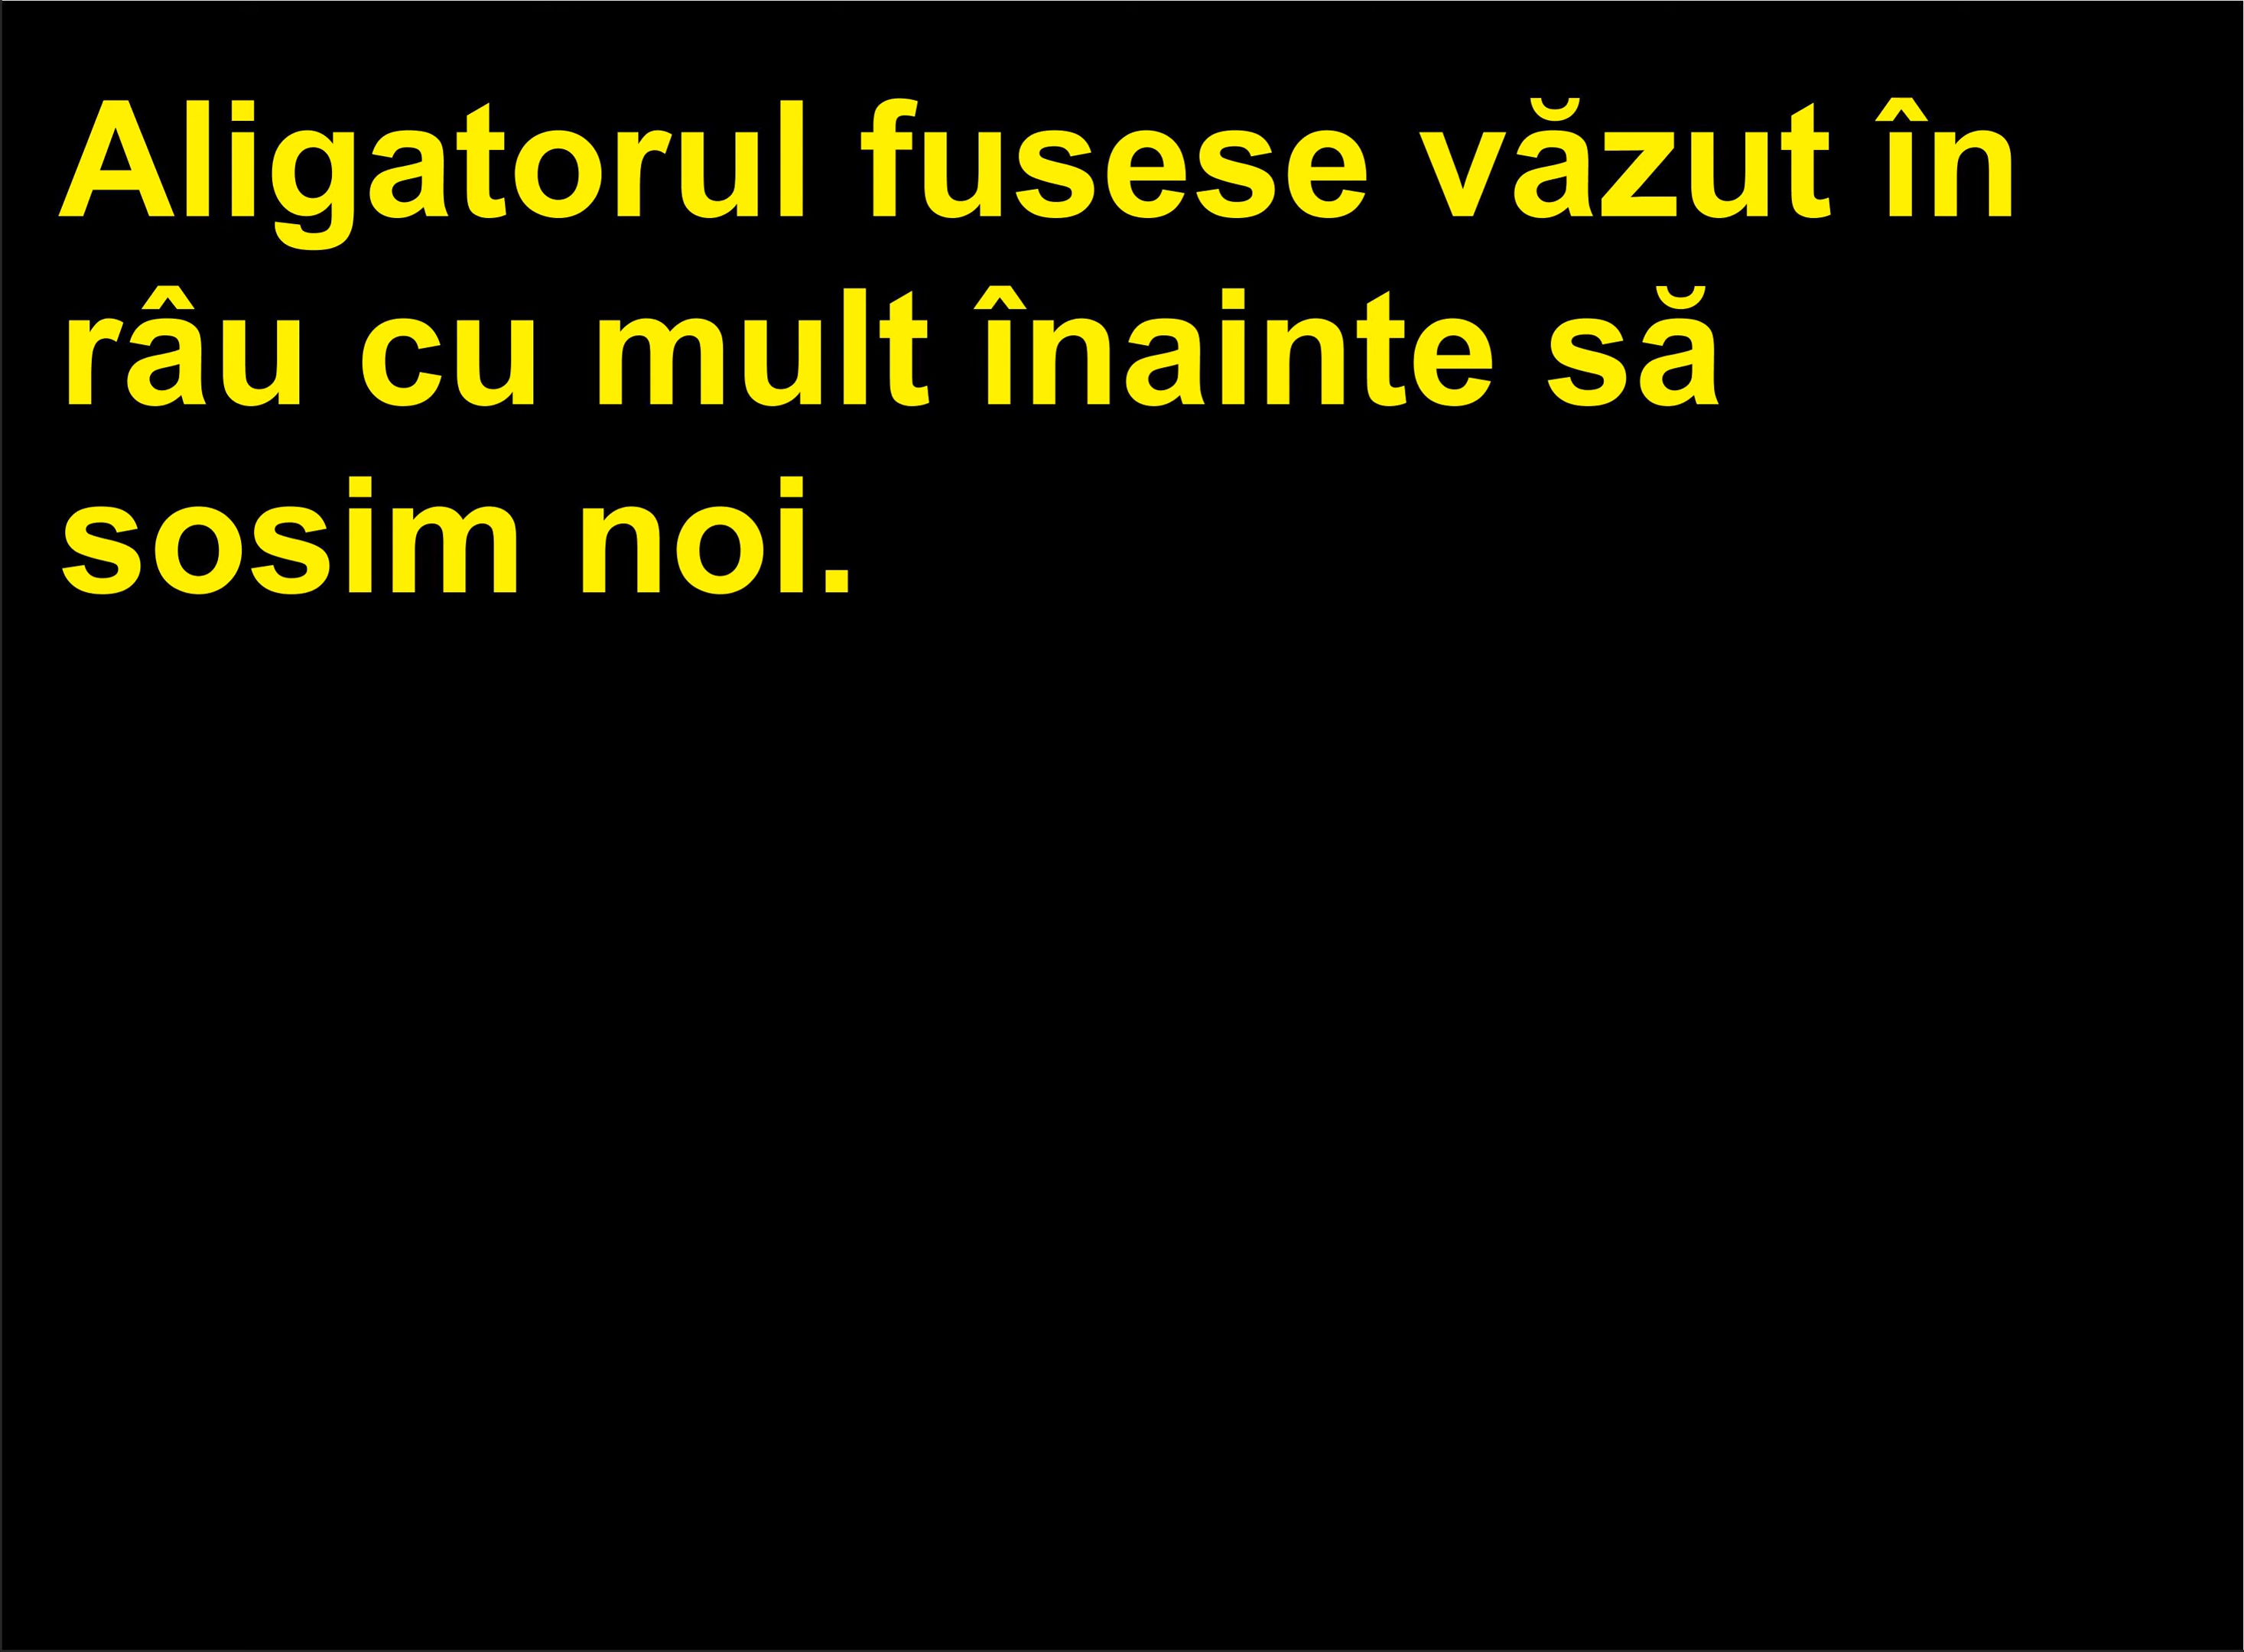 Aligatorul fusese văzut în
râu cu mult înainte să
sosim noi.